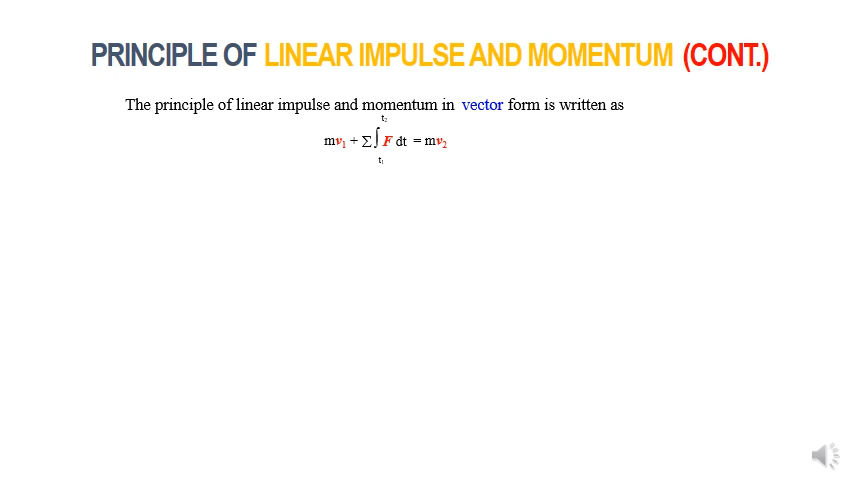 PRINCIPLE OF LINEAR IMPULSE AND MOMENTUM (CONT.)
The principle of linear impulse and momentum in vector form is written as
t₂
mv₁ + ∑∫ F dt = mv₂
t₁